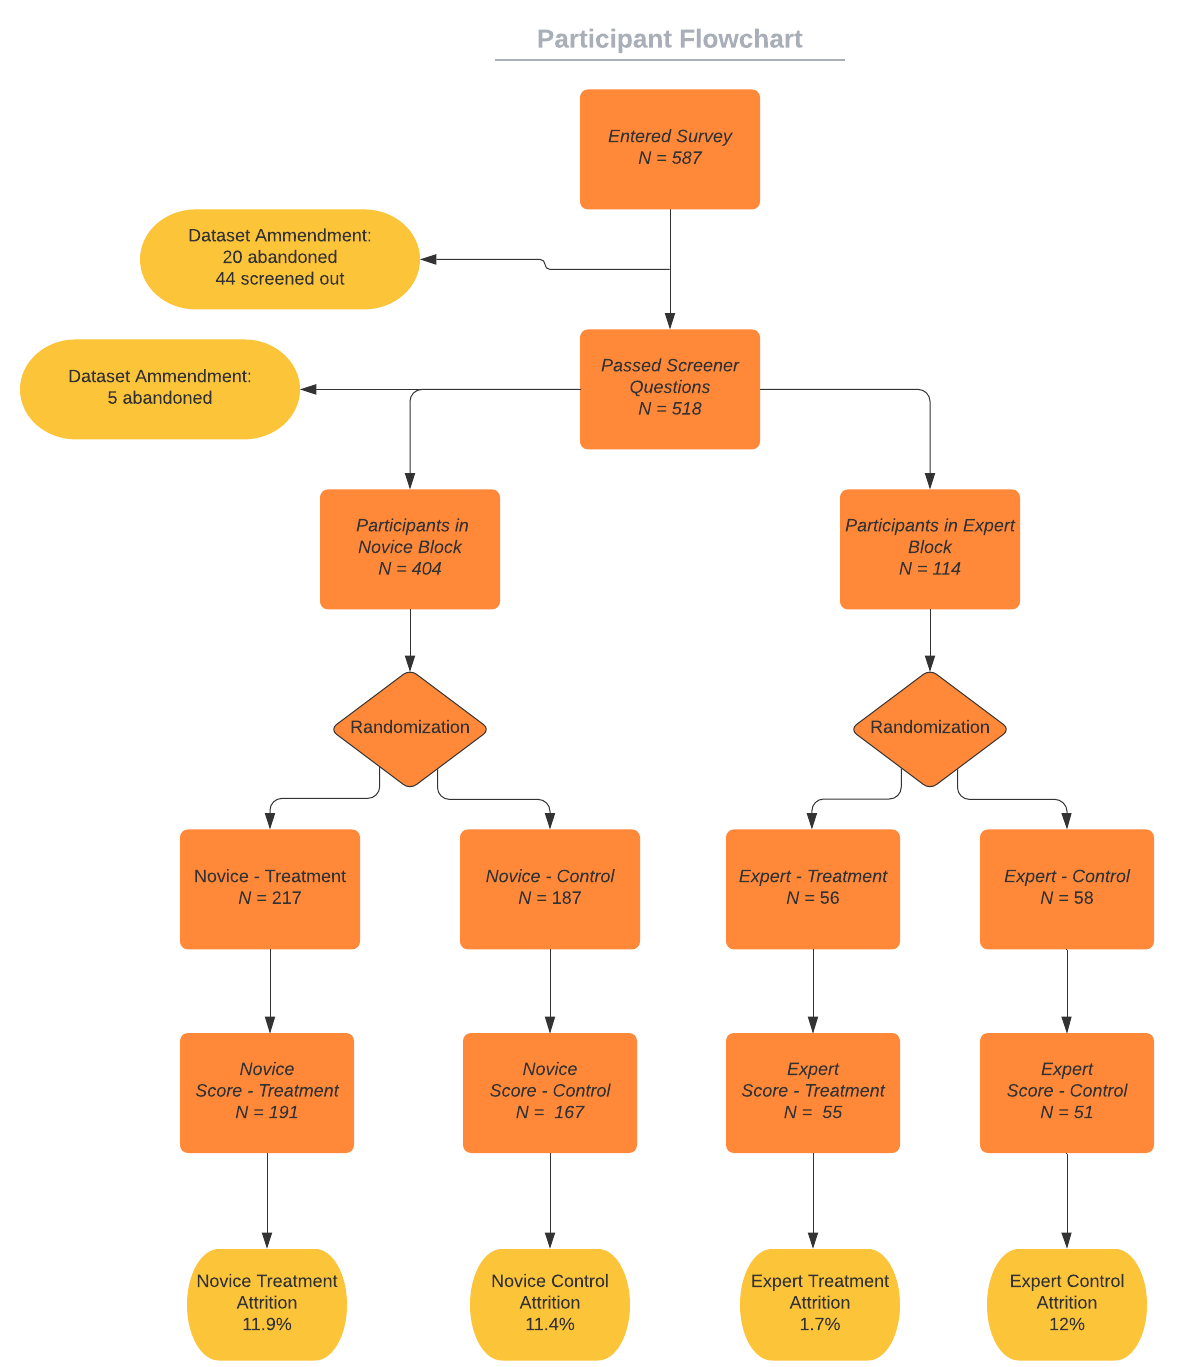 Participant Flowchart
Entered Survey
N = 587
Dataset Ammendment:
20 abandoned
44 screened out
Passed Screener
Questions
N = 518
Dataset Ammendment:
5 abandoned
Participants in
Novice Block
N = 404
Participants in Expert
Block
N = 114
Randomization
Randomization
Novice - Treatment
N = 217
Novice - Control
N = 187
Expert - Treatment
N = 56
Expert - Control
N = 58
Novice
Score - Treatment
N = 191
Novice
Score - Control
N =  167
Expert
Score - Treatment
N =  55
Expert
Score - Control
N = 51
Novice Treatment
Attrition
11.9%
Novice Control
Attrition
11.4%
Expert Treatment
Attrition
1.7%
Expert Control
Attrition
12%